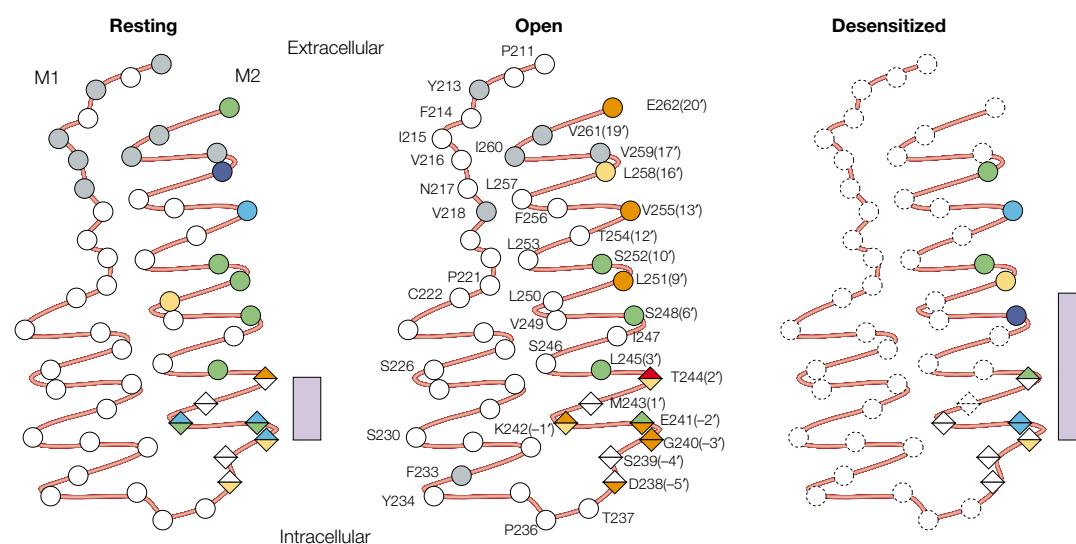 Resting
Open
Desensitized
Extracellular
M1
M2
P211
Y213
E262(20′)
F214
V261(19′)
I215
I260
V259(17′)
V216
L258(16′)
N217
L257
V218
F256
V255(13′)
T254(12′)
L253
S252(10′)
P221
L251(9′)
C222
L250
S248(6′)
V249
I247
S246
L245(3′)
S226
T244(2′)
M243(1′)
E241(–2′)
K242(–1′)
S230
G240(–3′)
S239(–4′)
F233
D238(–5′)
Y234
T237
P236
Intracellular